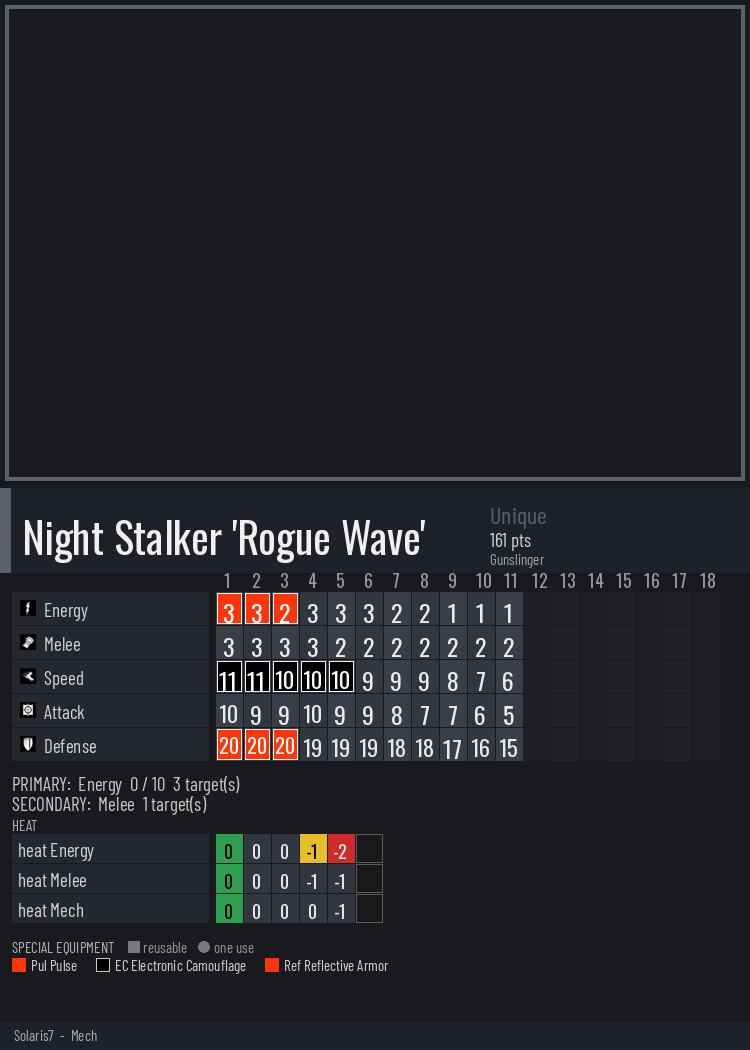 Night Stalker 'Rogue Wave'
Unique
161 pts
Gunslinger
1 2 3 4 5 6 7 8 9 10 11 12 13 14 15 16 17 18
Energy 3 3 2 3 3 3 2 2 1 1 1
Melee 3 3 3 3 2 2 2 2 2 2 2
Speed 11 11 10 10 10 9 9 9 8 7 6
Attack 10 9 9 10 9 9 8 7 7 6 5
Defense 20 20 20 19 19 19 18 18 17 16 15
PRIMARY: Energy 0 / 10 3 target(s)
SECONDARY: Melee 1 target(s)
HEAT
heat Energy 0 0 0 -1 -2
heat Melee 0 0 0 -1 -1
heat Mech 0 0 0 0 -1
SPECIAL EQUIPMENT reusable one use
Pul Pulse EC Electronic Camouflage Ref Reflective Armor
Solaris7 - Mech